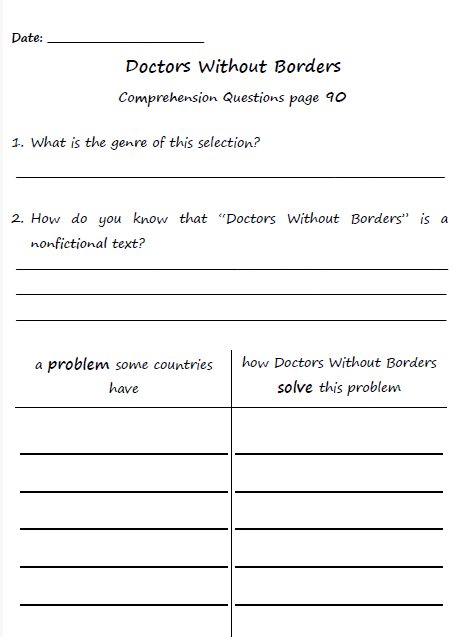 Date: ____________________
Doctors Without Borders
Comprehension Questions page 90
1. What is the genre of this selection?
2. How do you know that “Doctors Without Borders” is a
nonfictional text?
a problem some countries
have
how Doctors Without Borders
solve this problem